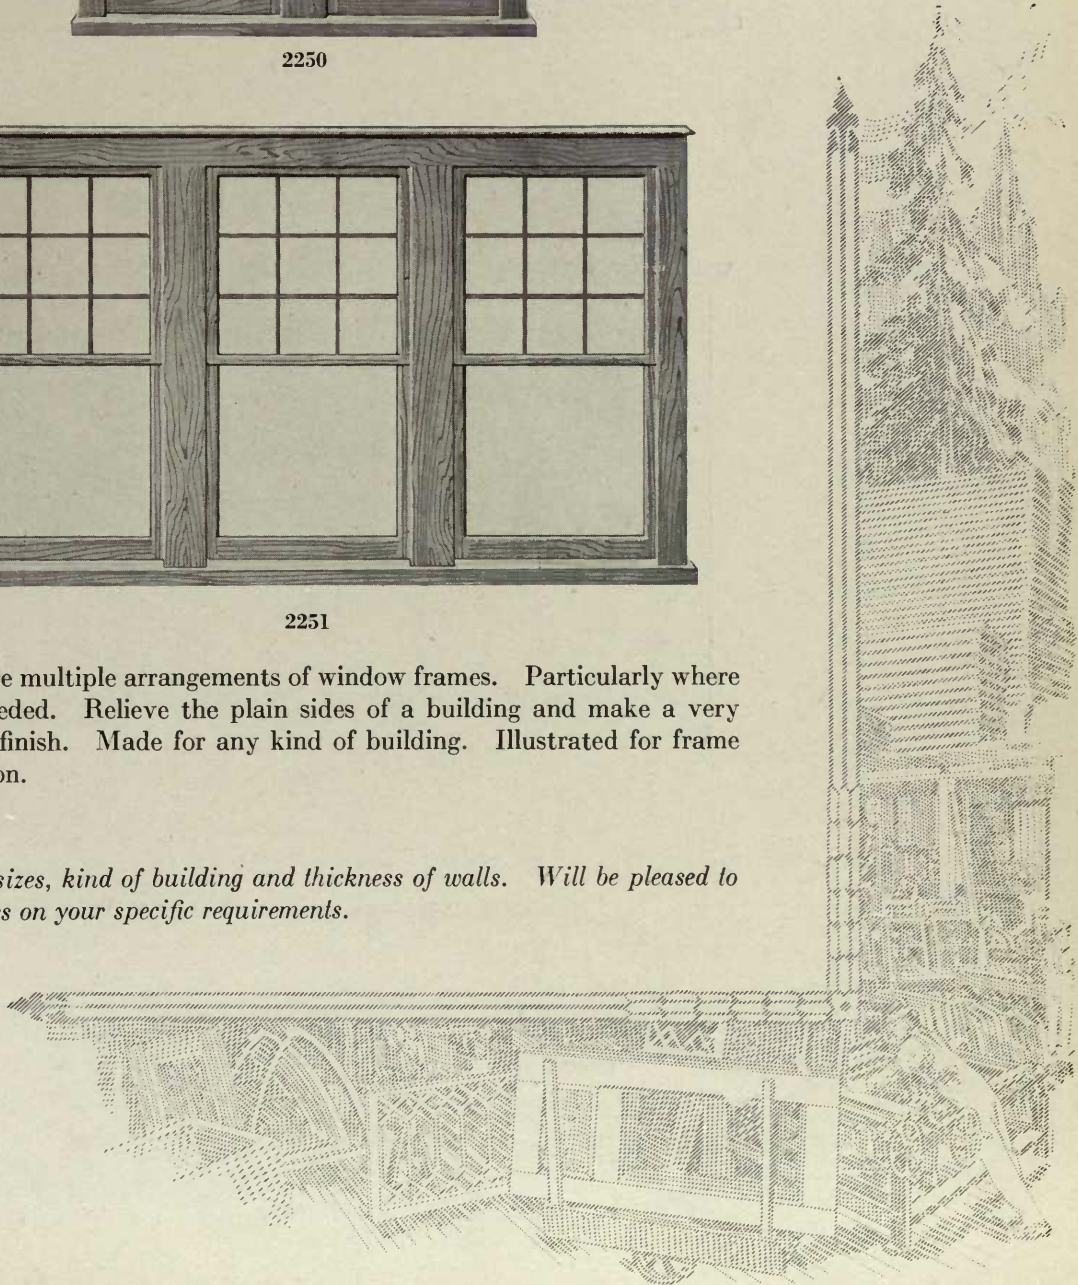 2250
2251
e multiple arrangements of window frames. Particularly where
eded. Relieve the plain sides of a building and make a very
finish. Made for any kind of building. Illustrated for frame
on.
sizes, kind of building and thickness of walls. Will be pleased to
s on your specific requirements.